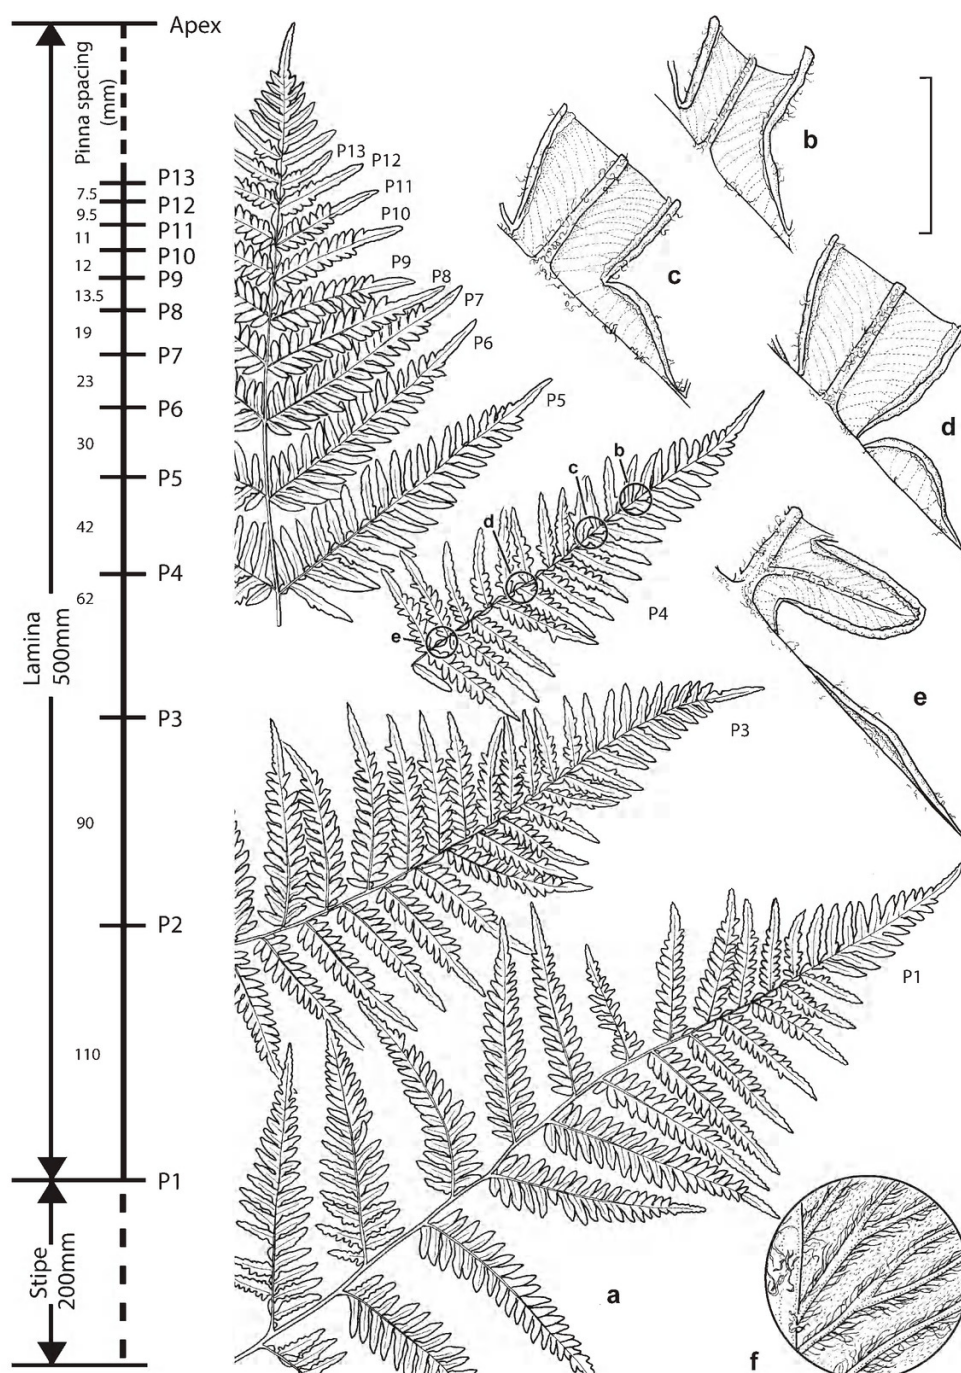 Apex
Pinna spacing
(mm)
P13
7.5
P12
9.5
P11
11
P10
12
P9
13.5
P8
19
P7
23
P6
30
P5
42
P4
62
P3
90
P2
110
P1
Lamina
500mm
Stipe
200mm
P13
P12
P11
P10
P9
P8
P7
P6
P5
b
c
d
e
P4
P3
P1
a
b
c
d
e
f